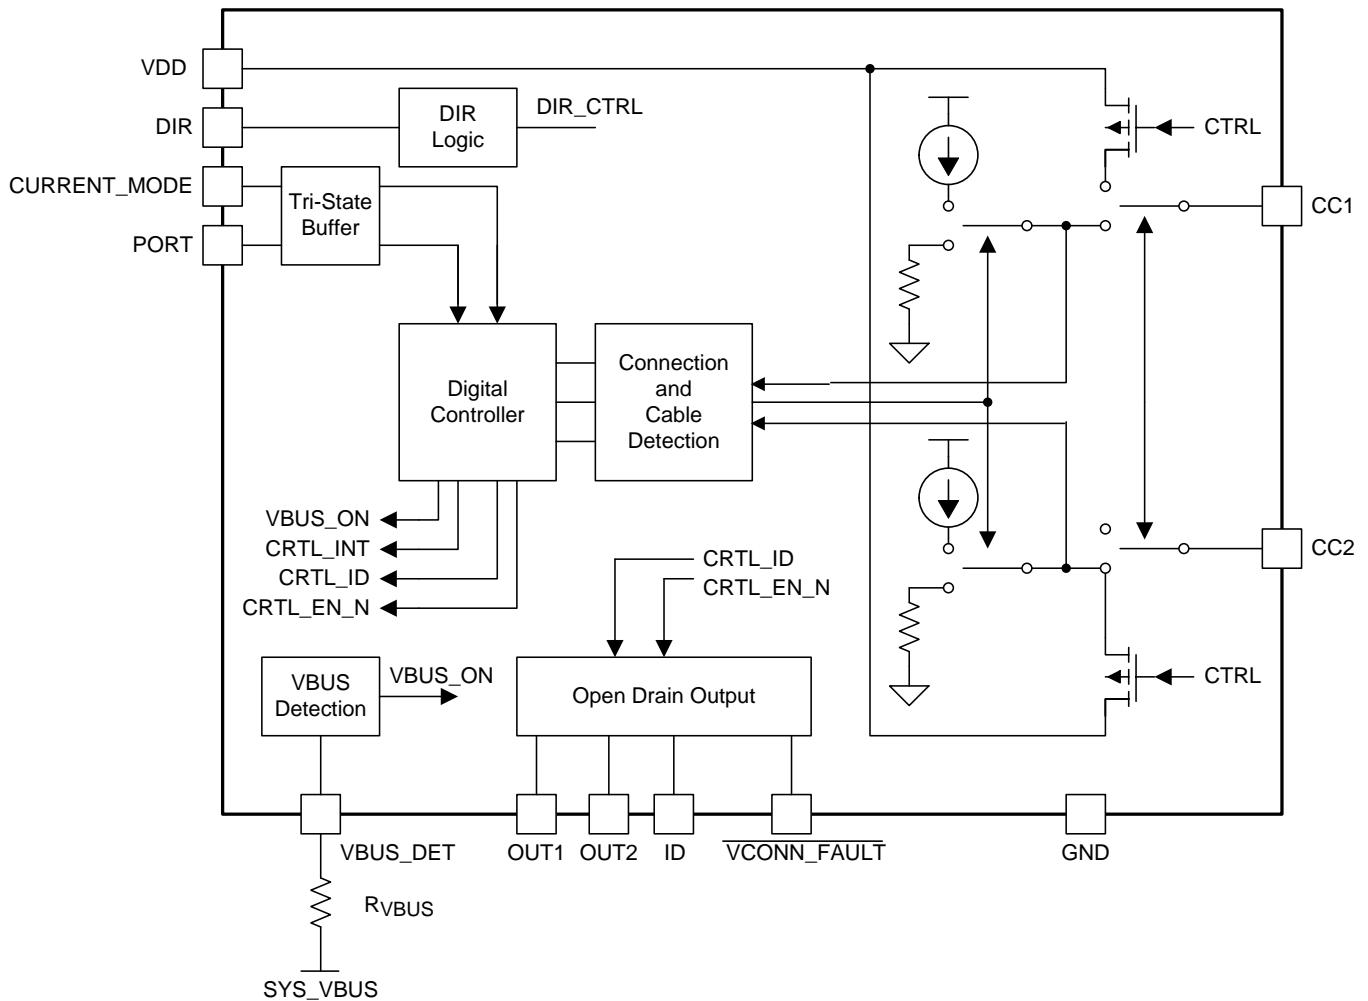 VDD
DIR
DIR
Logic
DIR_CTRL
CTRL
CURRENT_MODE
Tri-State
Buffer
CC1
PORT
Digital
Controller
Connection
and
Cable
Detection
VBUS_ON
CRTL_INT
CRTL_ID
CRTL_EN_N
CRTL_ID
CRTL_EN_N
CC2
VBUS
Detection
VBUS_ON
Open Drain Output
CTRL
VBUS_DET
OUT1
OUT2
ID
VCONN_FAULT
GND
RVBUS
SYS_VBUS